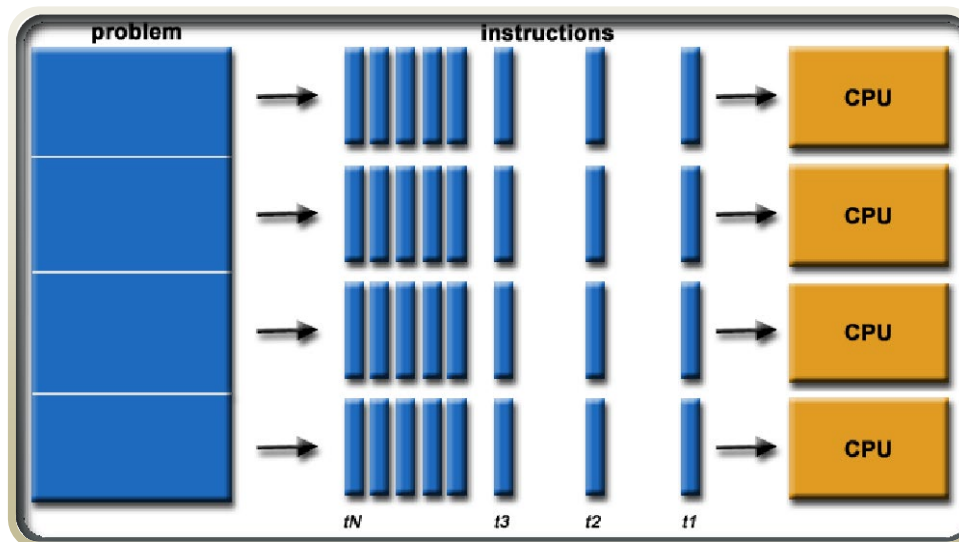 problem
instructions
CPU
CPU
CPU
CPU
tN t3 t2 t1